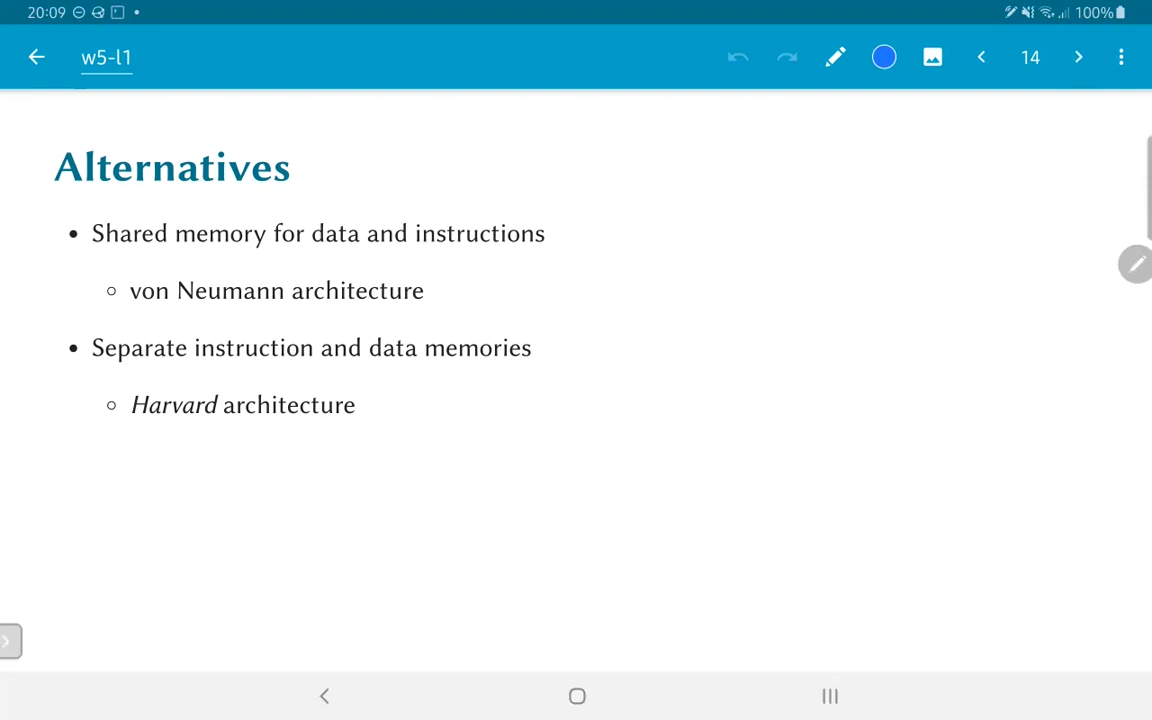 20:09
100%
w5-l1
14
Alternatives
• Shared memory for data and instructions
◦ von Neumann architecture
• Separate instruction and data memories
◦ Harvard architecture